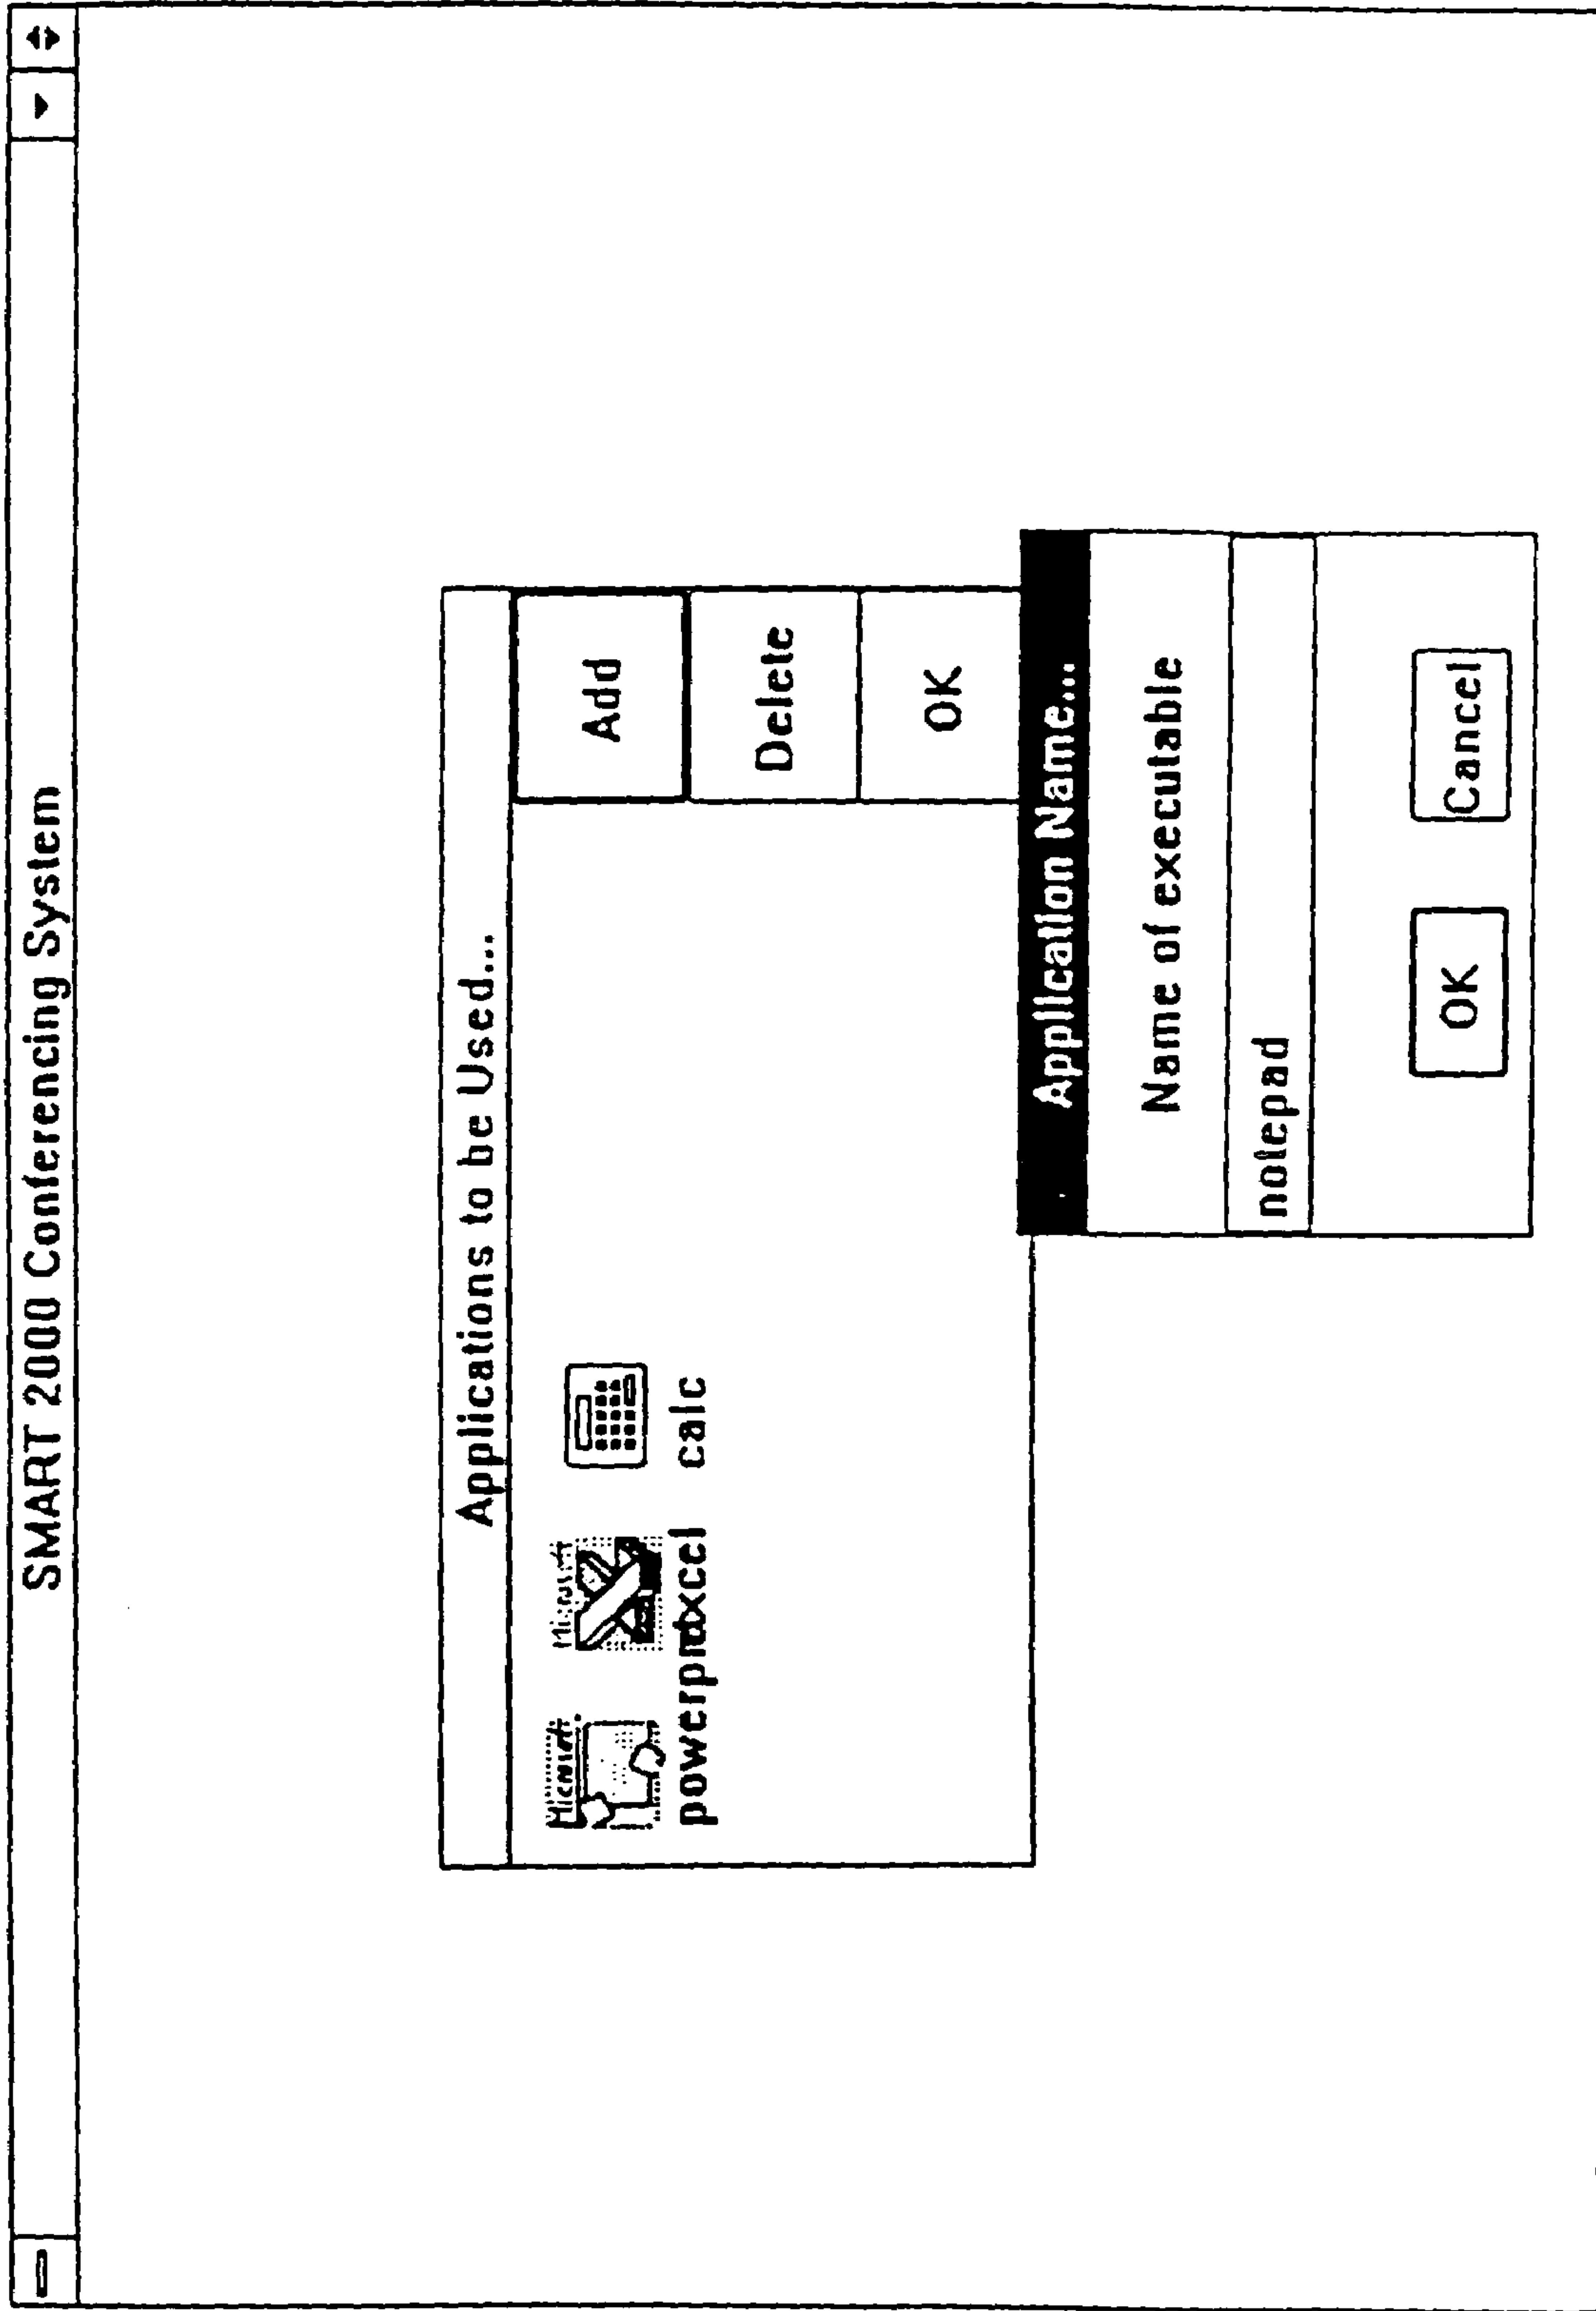 SMART 2000 Conferencing System
Applications to be Used...
Microsoft
powerpnt
excel
calc
Add
Delete
OK
Application Name...
Name of executable
notepad
OK
Cancel